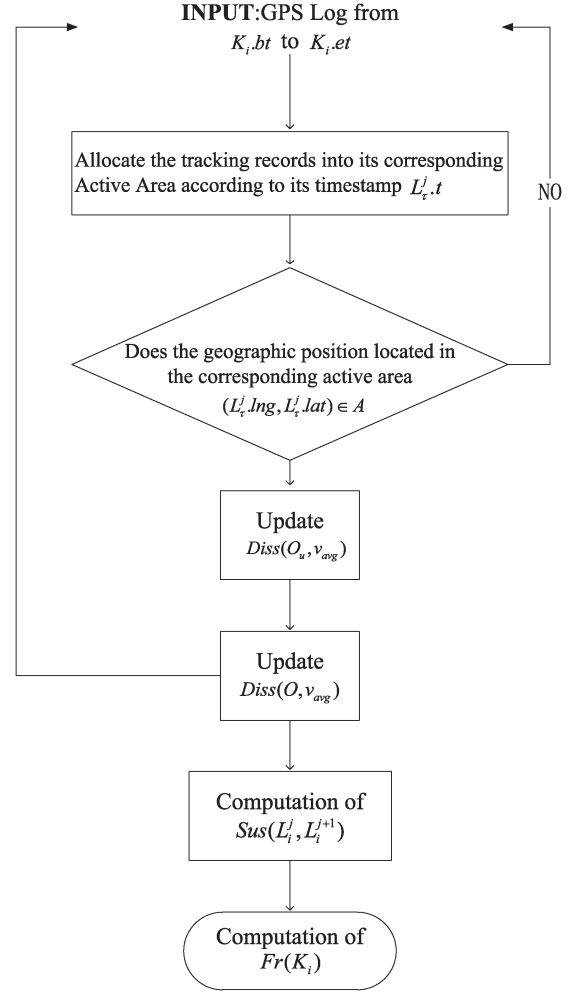 INPUT:GPS Log from
K_i.bt to K_i.et
Allocate the tracking records into its corresponding
Active Area according to its timestamp L_τ^j.t
NO
Does the geographic position located in
the corresponding active area
(L_τ^j.lng, L_τ^j.lat) ∈ A
Update
Diss(O_u, v_avg)
Update
Diss(O, v_avg)
Computation of
Sus(L_i^j, L_i^{j+1})
Computation of
Fr(K_i)